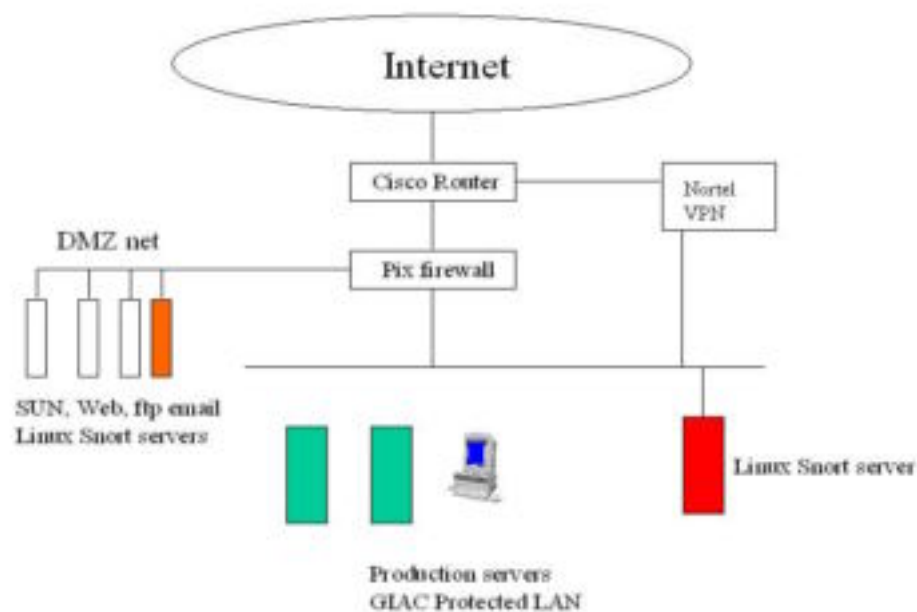 Internet
Cisco Router
Nortel
VPN
DMZ net
Pix firewall
SUN, Web, ftp email
Linux Snort servers
Linux Snort server
Production servers
GIAC Protected LAN